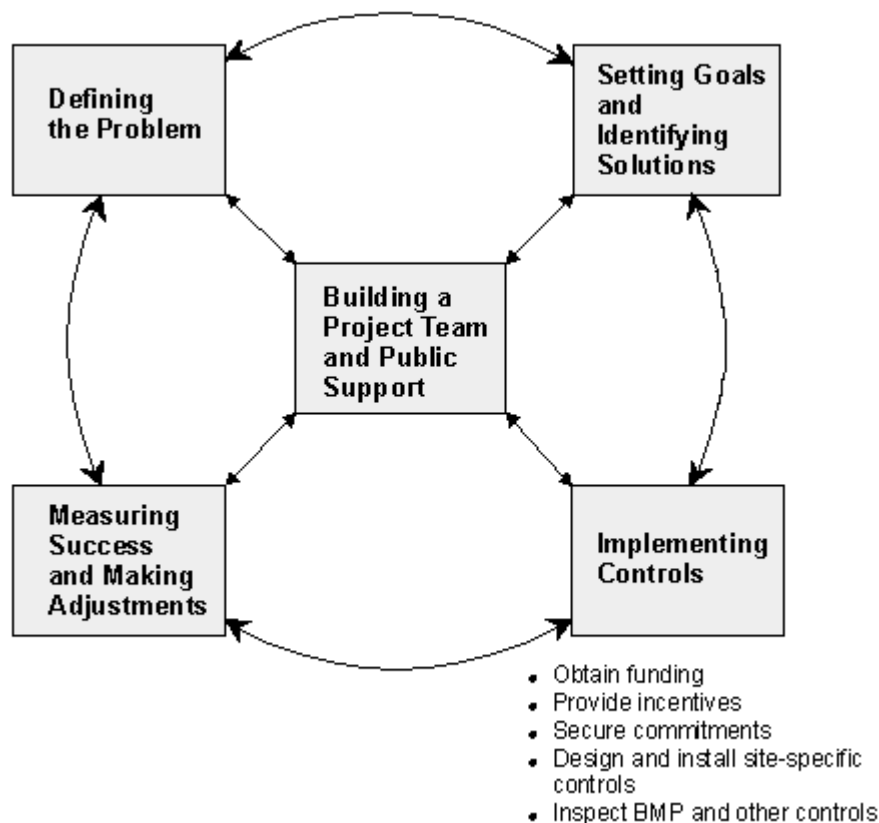 Defining
the Problem
Setting Goals
and
Identifying
Solutions
Building a
Project Team
and Public
Support
Measuring
Success
and Making
Adjustments
Implementing
Controls
• Obtain funding
• Provide incentives
• Secure commitments
• Design and install site-specific
controls
• Inspect BMP and other controls